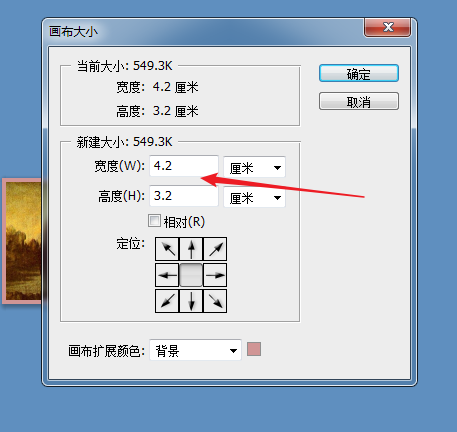 画布大小
当前大小: 549.3K
确定
宽度: 4.2 厘米
取消
高度: 3.2 厘米
新建大小: 549.3K
宽度(W): 4.2 厘米
高度(H): 3.2 厘米
相对(R)
定位:
画布扩展颜色: 背景